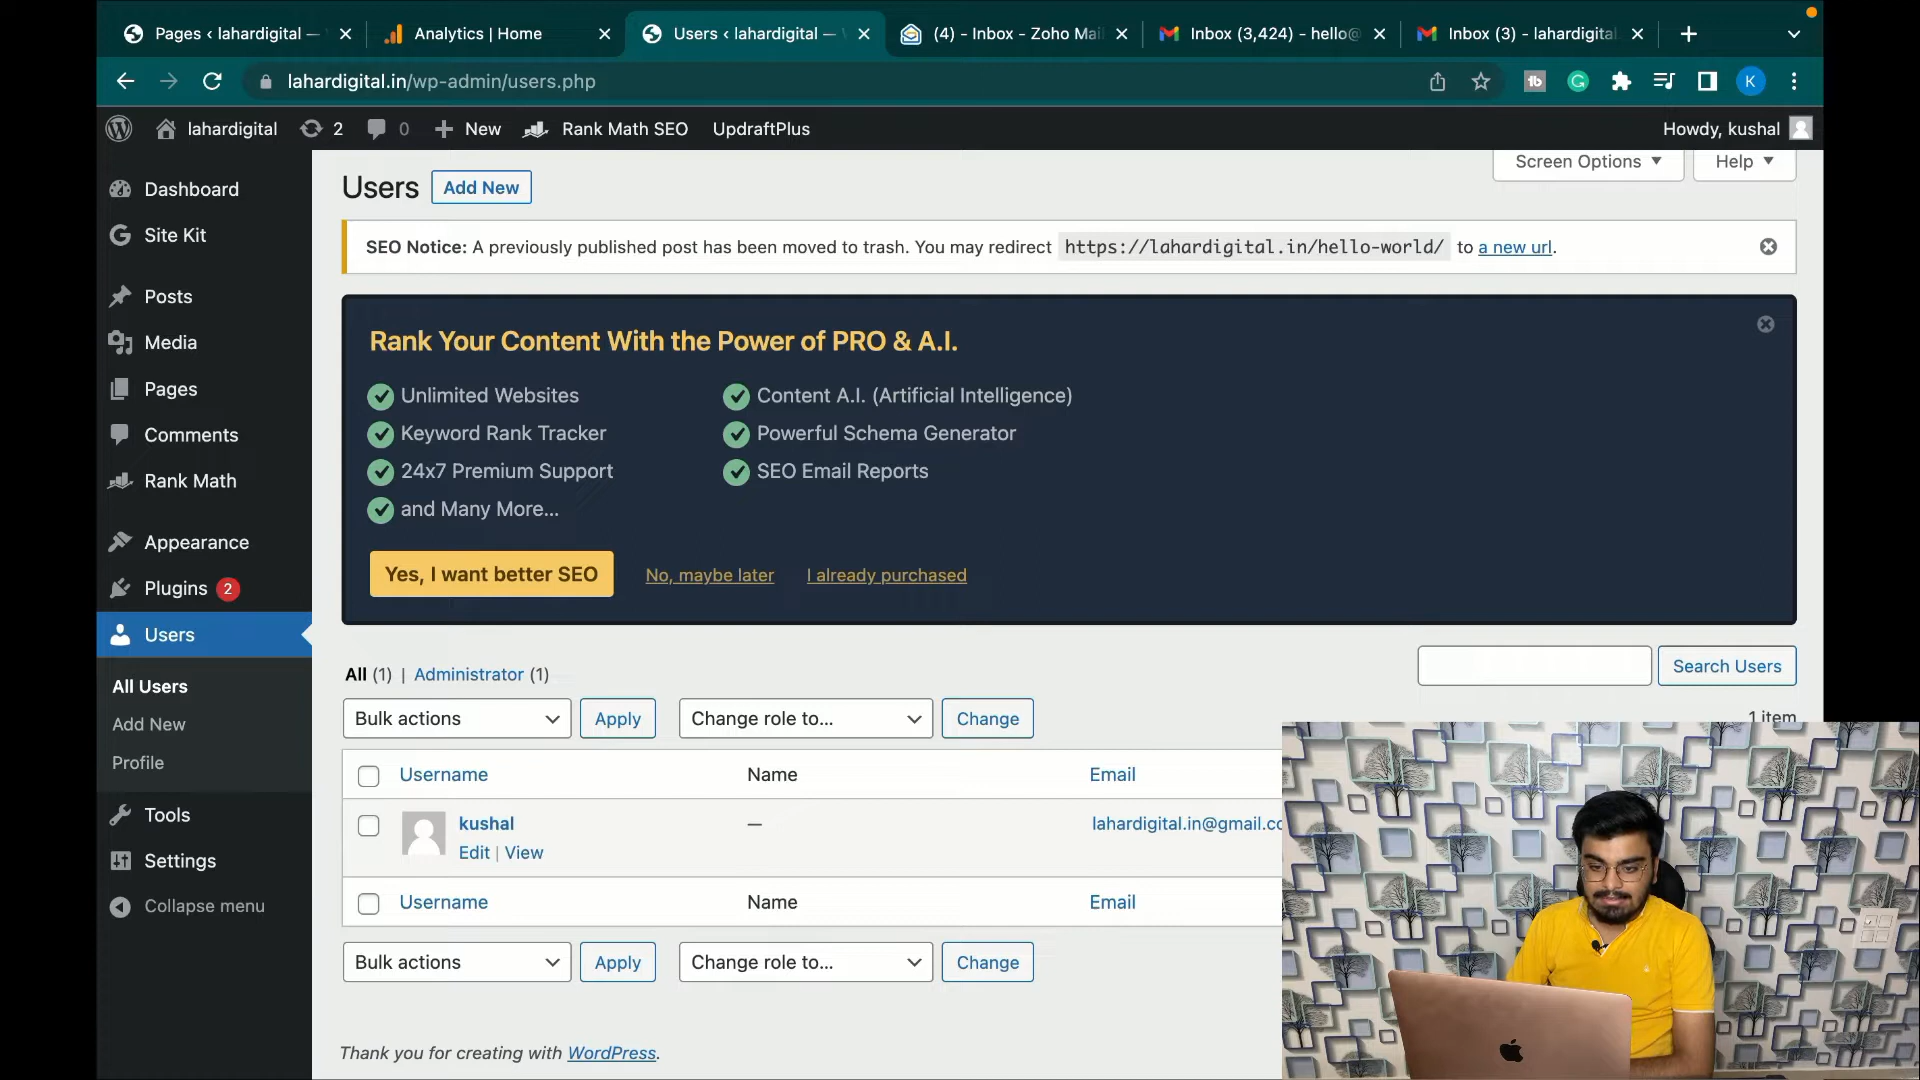 Pages ‹ lahardigital —
Analytics | Home
Users ‹ lahardigital —
(4) - Inbox - Zoho Mai
Inbox (3,424) - hello@
Inbox (3) - lahardigital
lahardigital.in/wp-admin/users.php
K
lahardigital
2
0
New
Rank Math SEO
UpdraftPlus
Howdy, kushal
Dashboard
Site Kit
Posts
Media
Pages
Comments
Rank Math
Appearance
Plugins 2
Users
All Users
Add New
Profile
Tools
Settings
Collapse menu
Screen Options
Help
Users
Add New
SEO Notice: A previously published post has been moved to trash. You may redirect https://lahardigital.in/hello-world/ to a new url.
Rank Your Content With the Power of PRO & A.I.
Unlimited Websites
Content A.I. (Artificial Intelligence)
Keyword Rank Tracker
Powerful Schema Generator
24x7 Premium Support
SEO Email Reports
and Many More...
Yes, I want better SEO
No, maybe later
I already purchased
All (1) | Administrator (1)
Search Users
Bulk actions
Apply
Change role to...
Change
1 item
Username
Name
Email
kushal
—
lahardigital.in@gmail.co
Edit | View
Username
Name
Email
Bulk actions
Apply
Change role to...
Change
Thank you for creating with WordPress.